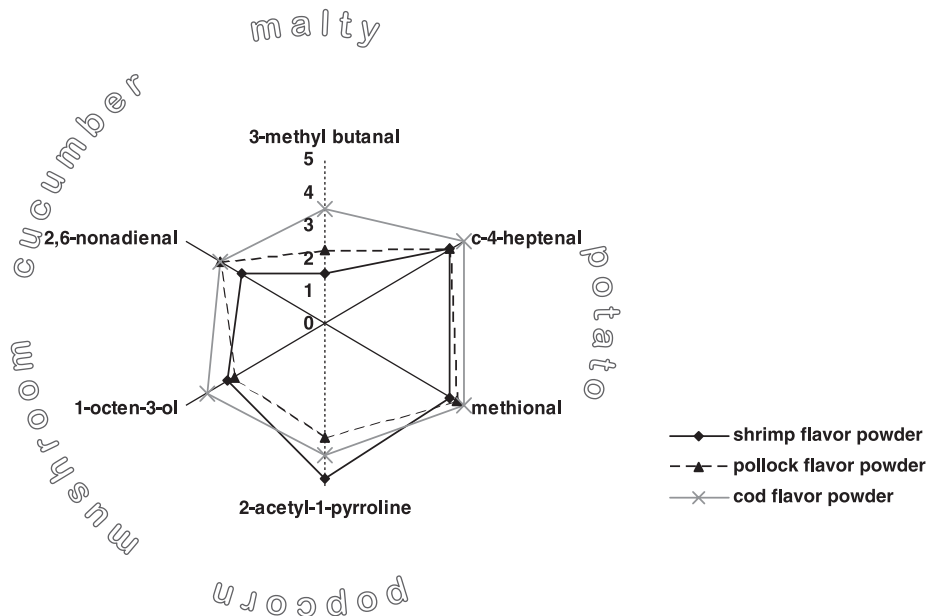 malty
cucumber
3-methyl butanal
5
4
3
2
1
0
2,6-nonadienal
c-4-heptenal
potato
mushroom
1-octen-3-ol
methional
2-acetyl-1-pyrroline
popcorn
shrimp flavor powder
pollock flavor powder
cod flavor powder